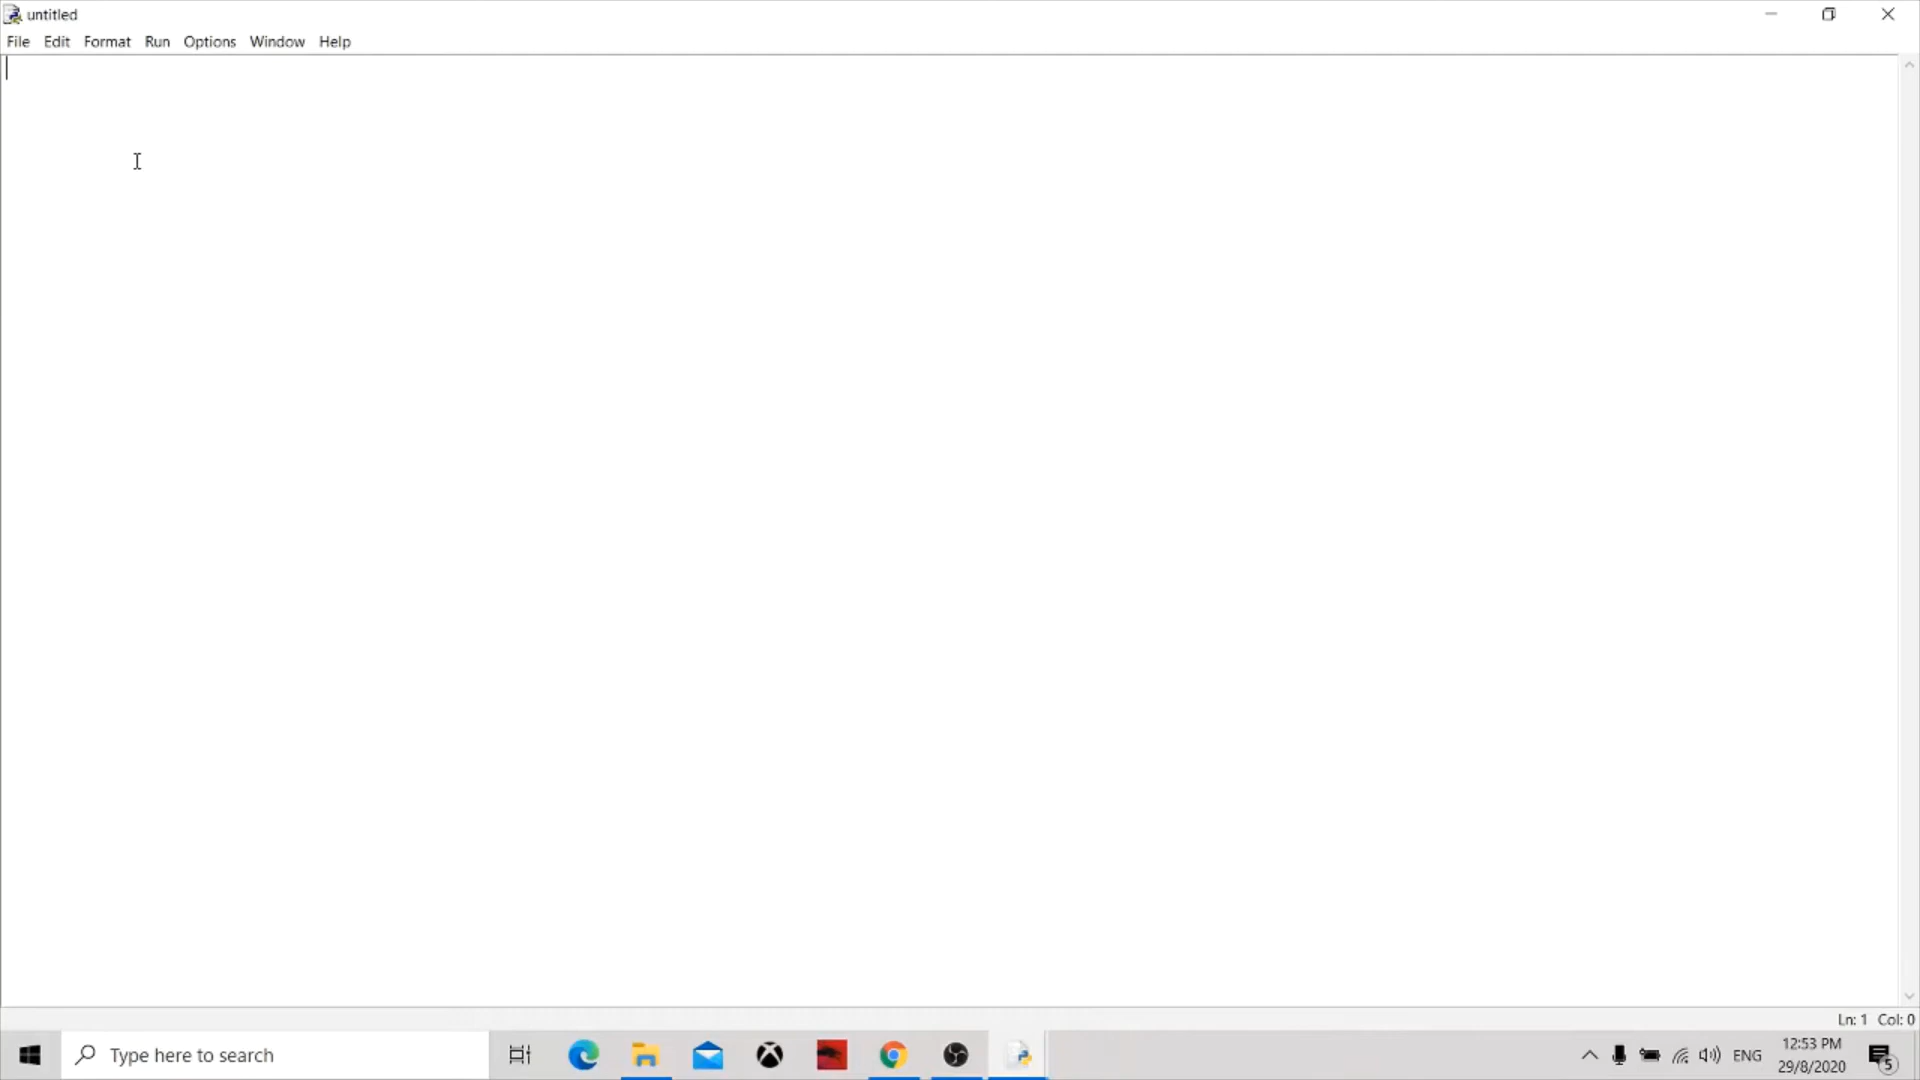 untitled
File Edit Format Run Options Window Help
Ln: 1 Col: 0
Type here to search
ENG
12:53 PM
29/8/2020
5